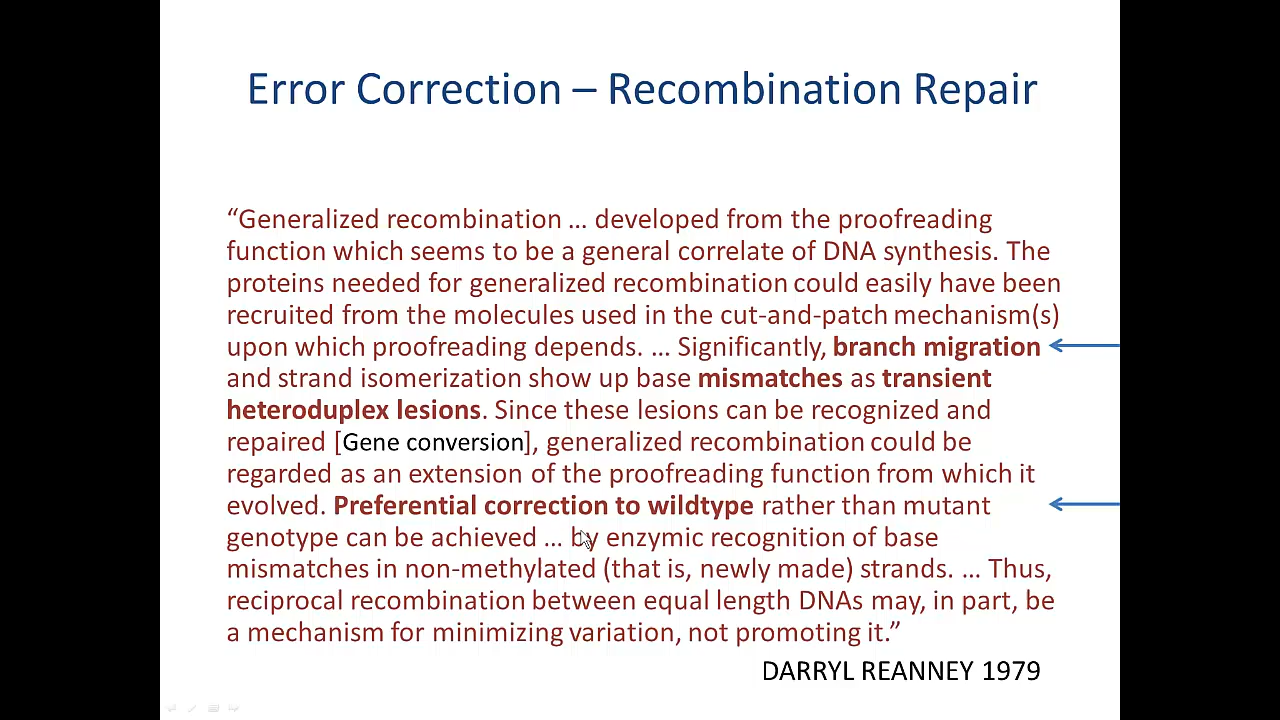 Error Correction – Recombination Repair
“Generalized recombination … developed from the proofreading
function which seems to be a general correlate of DNA synthesis. The
proteins needed for generalized recombination could easily have been
recruited from the molecules used in the cut-and-patch mechanism(s)
upon which proofreading depends. … Significantly, branch migration
and strand isomerization show up base mismatches as transient
heteroduplex lesions. Since these lesions can be recognized and
repaired [Gene conversion], generalized recombination could be
regarded as an extension of the proofreading function from which it
evolved. Preferential correction to wildtype rather than mutant
genotype can be achieved … by enzymic recognition of base
mismatches in non-methylated (that is, newly made) strands. … Thus,
reciprocal recombination between equal length DNAs may, in part, be
a mechanism for minimizing variation, not promoting it.”
DARRYL REANNEY 1979